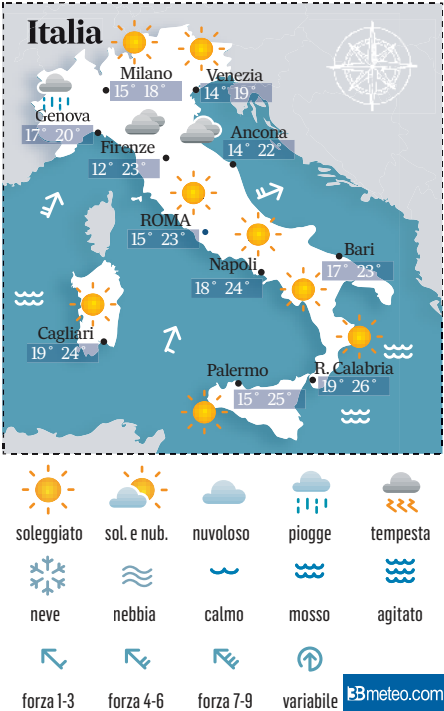 Italia
Milano
15° 18°
Venezia
14° 19°
Genova
17° 20°
Firenze
12° 23°
Ancona
14° 22°
ROMA
15° 23°
Napoli
18° 24°
Bari
17° 23°
Cagliari
19° 24°
Palermo
15° 25°
R. Calabria
19° 26°
soleggiato sol. e nub. nuvoloso piogge tempesta
neve nebbia calmo mosso agitato
forza 1-3 forza 4-6 forza 7-9 variabile
3Bmeteo.com